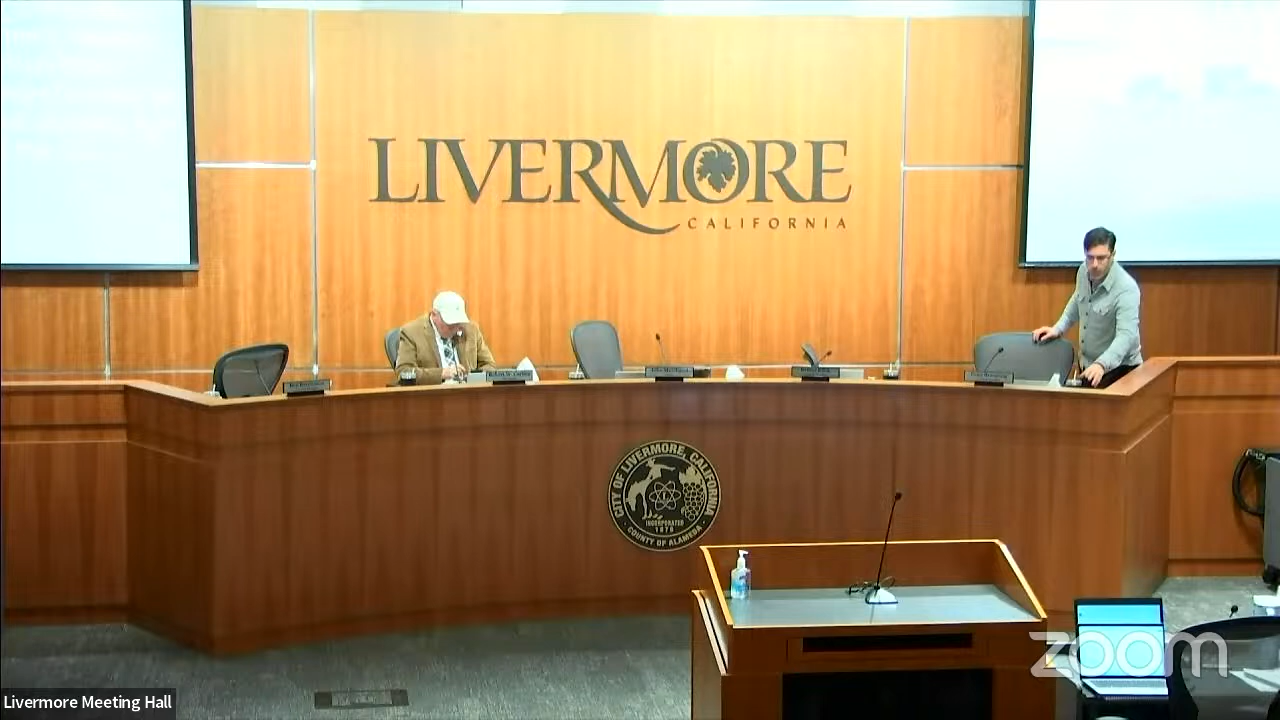 LIVERMORE
CALIFORNIA
CITY OF LIVERMORE, CALIFORNIA
INCORPORATED
1876
COUNTY OF ALAMEDA
zoom
Livermore Meeting Hall